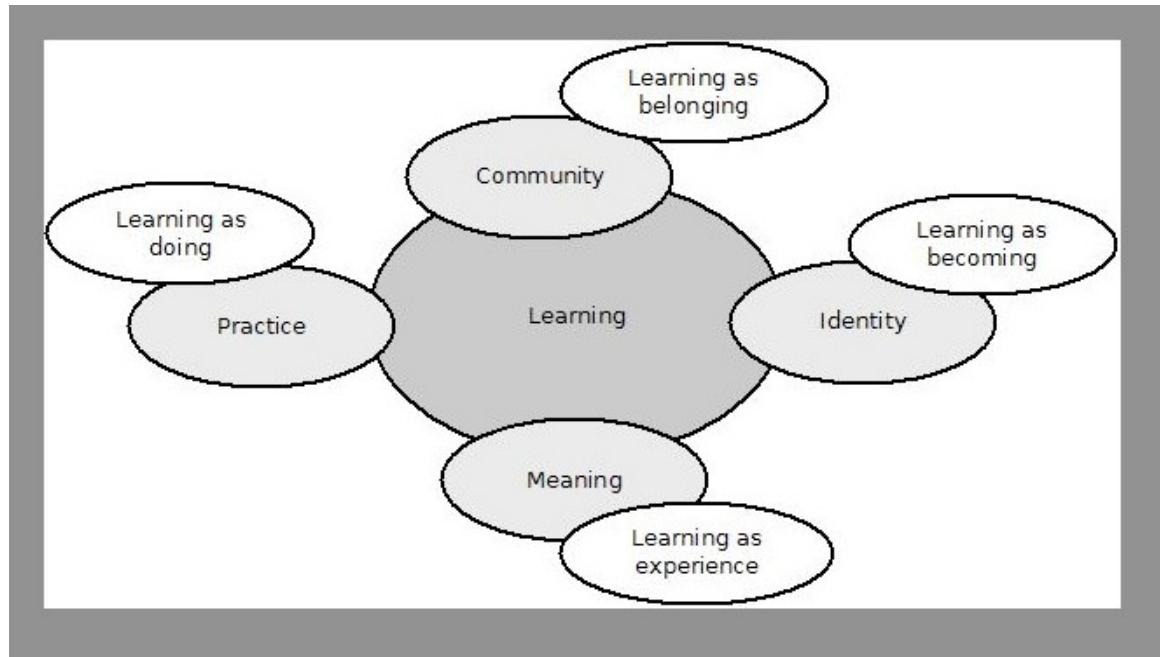 Learning as
belonging
Community
Learning as
doing
Learning as
becoming
Practice
Learning
Identity
Meaning
Learning as
experience